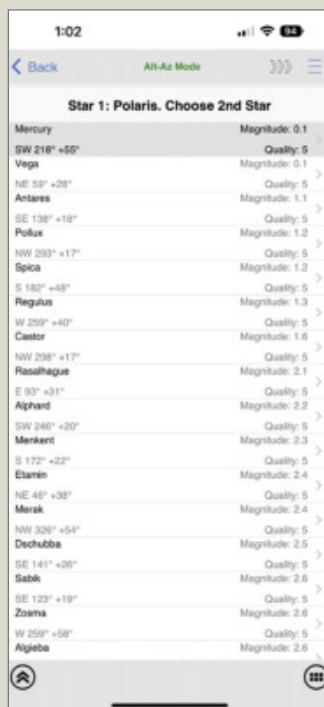 1:02
94
Back
Alt-Az Mode
Star 1: Polaris. Choose 2nd Star
Mercury Magnitude: 0.1
SW 218° +55° Quality: 5
Vega Magnitude: 0.1
NE 59° +28° Quality: 5
Antares Magnitude: 1.1
SE 138° +18° Quality: 5
Pollux Magnitude: 1.2
NW 293° +17° Quality: 5
Spica Magnitude: 1.2
S 182° +48° Quality: 5
Regulus Magnitude: 1.3
W 259° +40° Quality: 5
Castor Magnitude: 1.6
NW 298° +17° Quality: 5
Rasalhague Magnitude: 2.1
E 93° +31° Quality: 5
Alphard Magnitude: 2.2
SW 246° +20° Quality: 5
Menkent Magnitude: 2.3
S 172° +22° Quality: 5
Etamin Magnitude: 2.4
NE 46° +38° Quality: 5
Merak Magnitude: 2.4
NW 326° +54° Quality: 5
Dschubba Magnitude: 2.5
SE 141° +26° Quality: 5
Sabik Magnitude: 2.6
SE 123° +19° Quality: 5
Zosma Magnitude: 2.6
W 259° +58° Quality: 5
Algieba Magnitude: 2.6